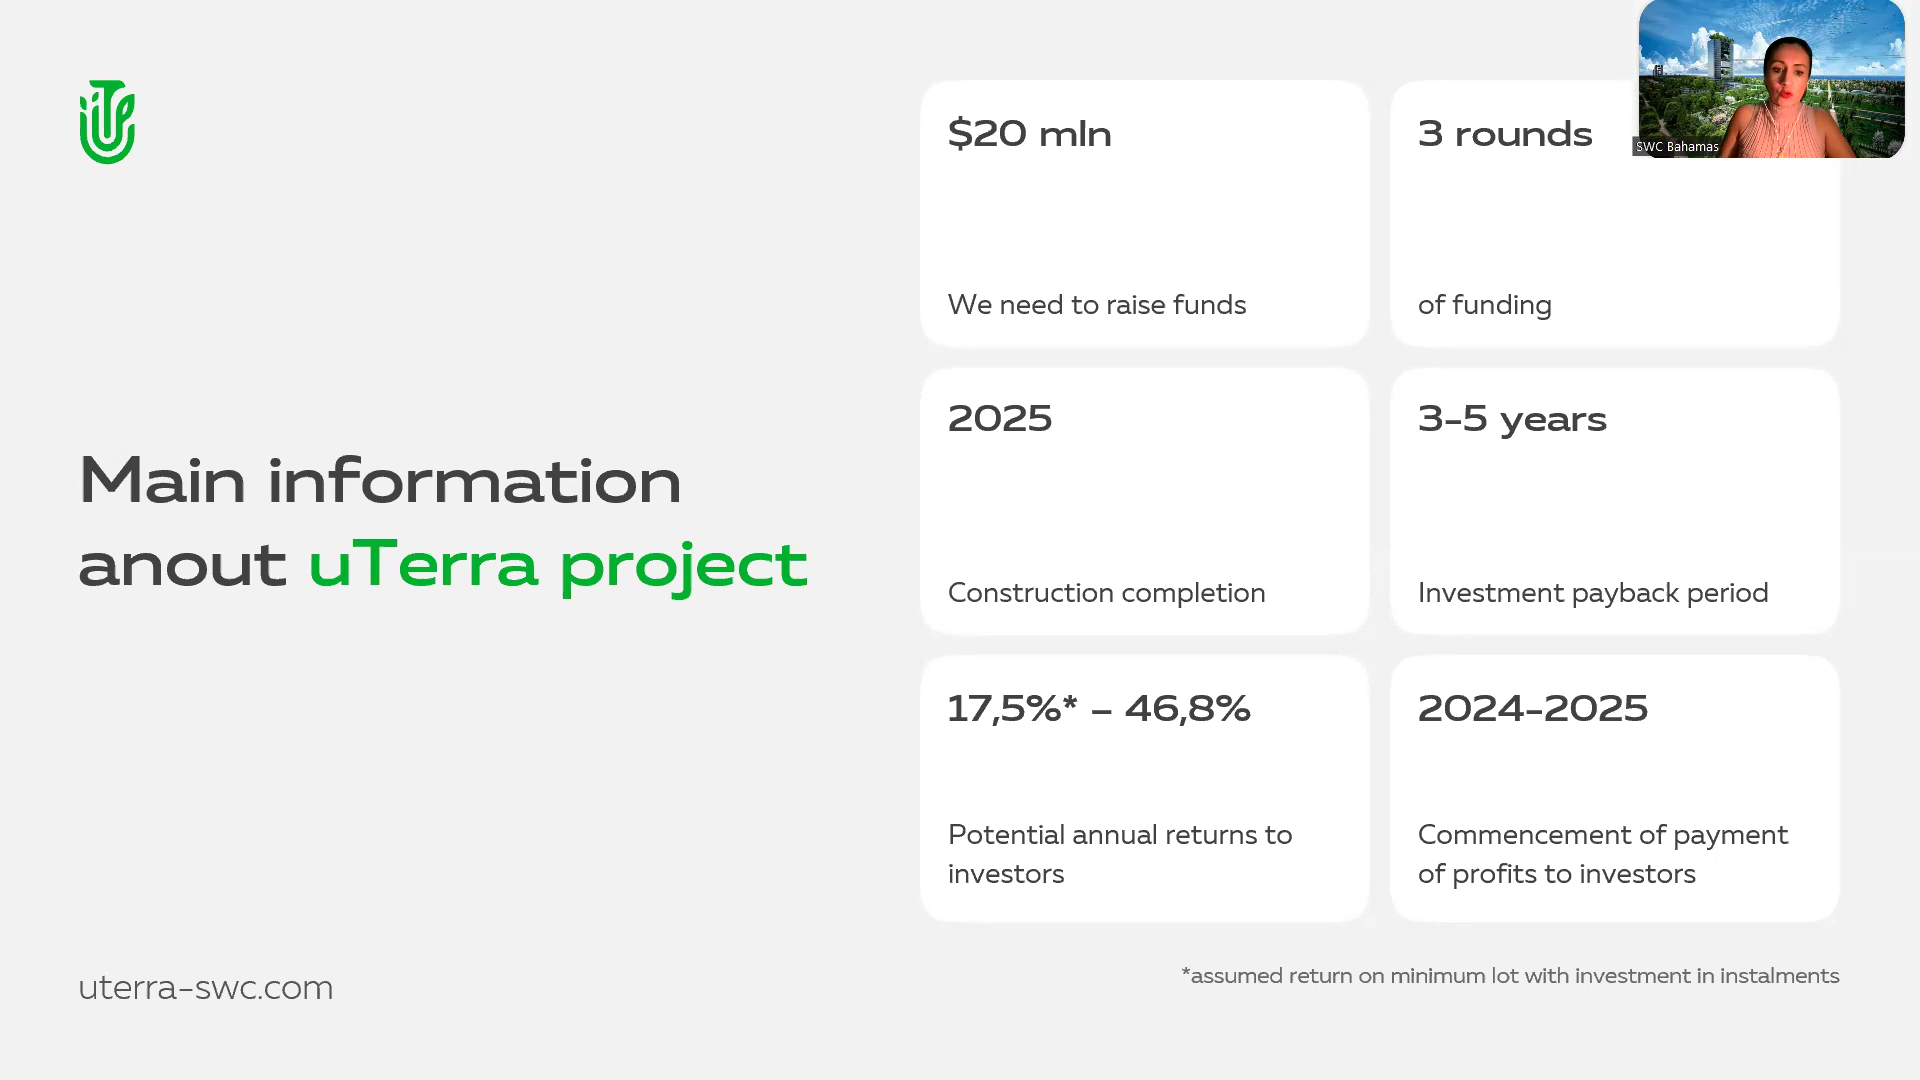 Main information
anout uTerra project
uterra-swc.com
$20 mln
We need to raise funds
3 rounds
of funding
SWC Bahamas
2025
Construction completion
3-5 years
Investment payback period
17,5%* – 46,8%
Potential annual returns to
investors
2024-2025
Commencement of payment
of profits to investors
*assumed return on minimum lot with investment in instalments